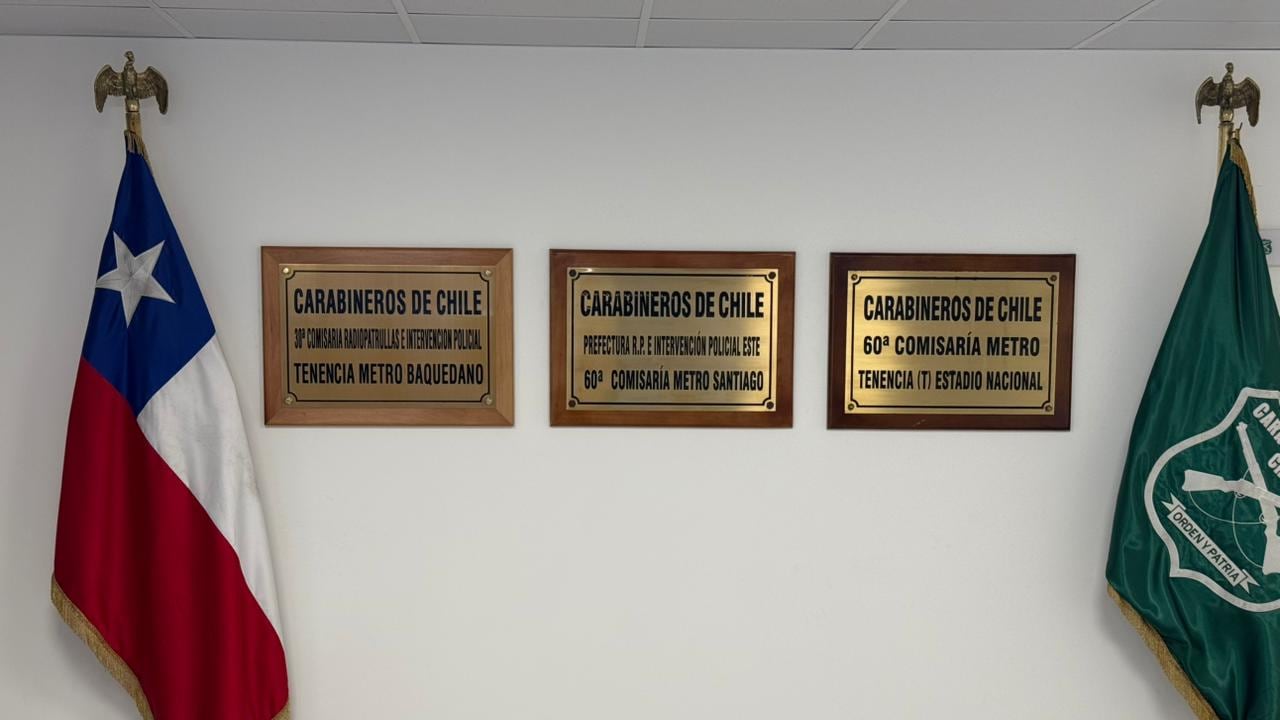 CARABINEROS DE CHILE
30ª COMISARIA RADIOPATRULLAS E INTERVENCION POLICIAL
TENENCIA METRO BAQUEDANO
CARABINEROS DE CHILE
PREFECTURA R.P. E INTERVENCIÓN POLICIAL ESTE
60ª COMISARÍA METRO SANTIAGO
CARABINEROS DE CHILE
60ª COMISARÍA METRO
TENENCIA (T) ESTADIO NACIONAL
ORDEN Y PATRIA